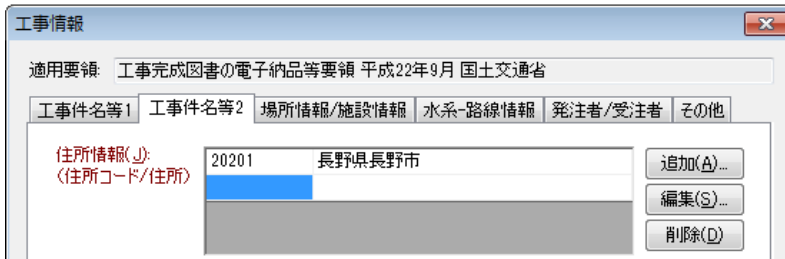 工事情報
適用要領: 工事完成図書の電子納品等要領 平成22年9月 国土交通省
工事件名等1 工事件名等2 場所情報/施設情報 水系-路線情報 発注者/受注者 その他
住所情報(J):
(住所コード/住所)
20201 長野県長野市
追加(A)...
編集(S)...
削除(D)